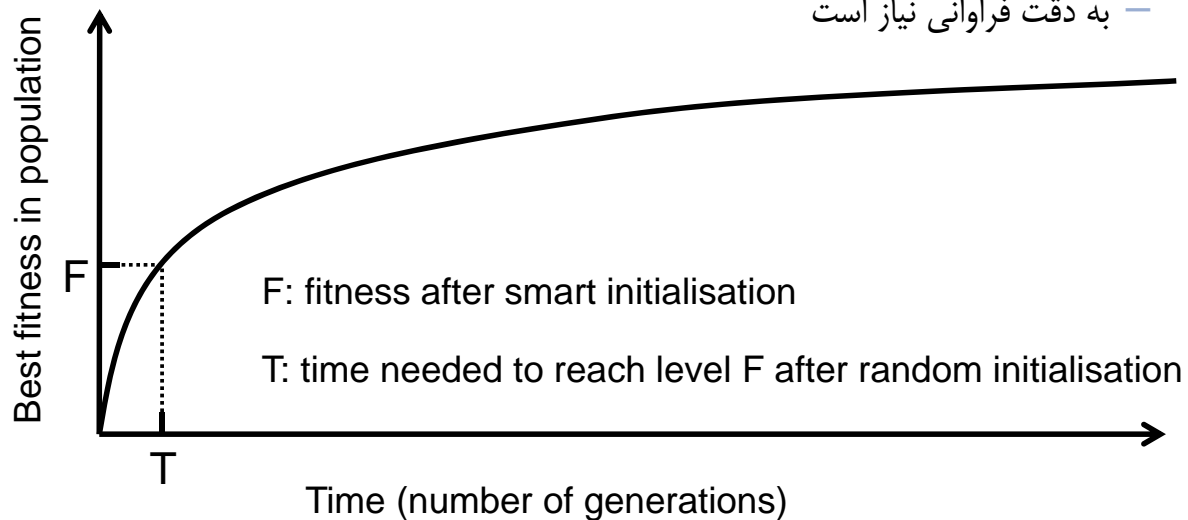 – به دقت فراوانی نیاز است
Best fitness in population
F
F: fitness after smart initialisation
T: time needed to reach level F after random initialisation
T
Time (number of generations)